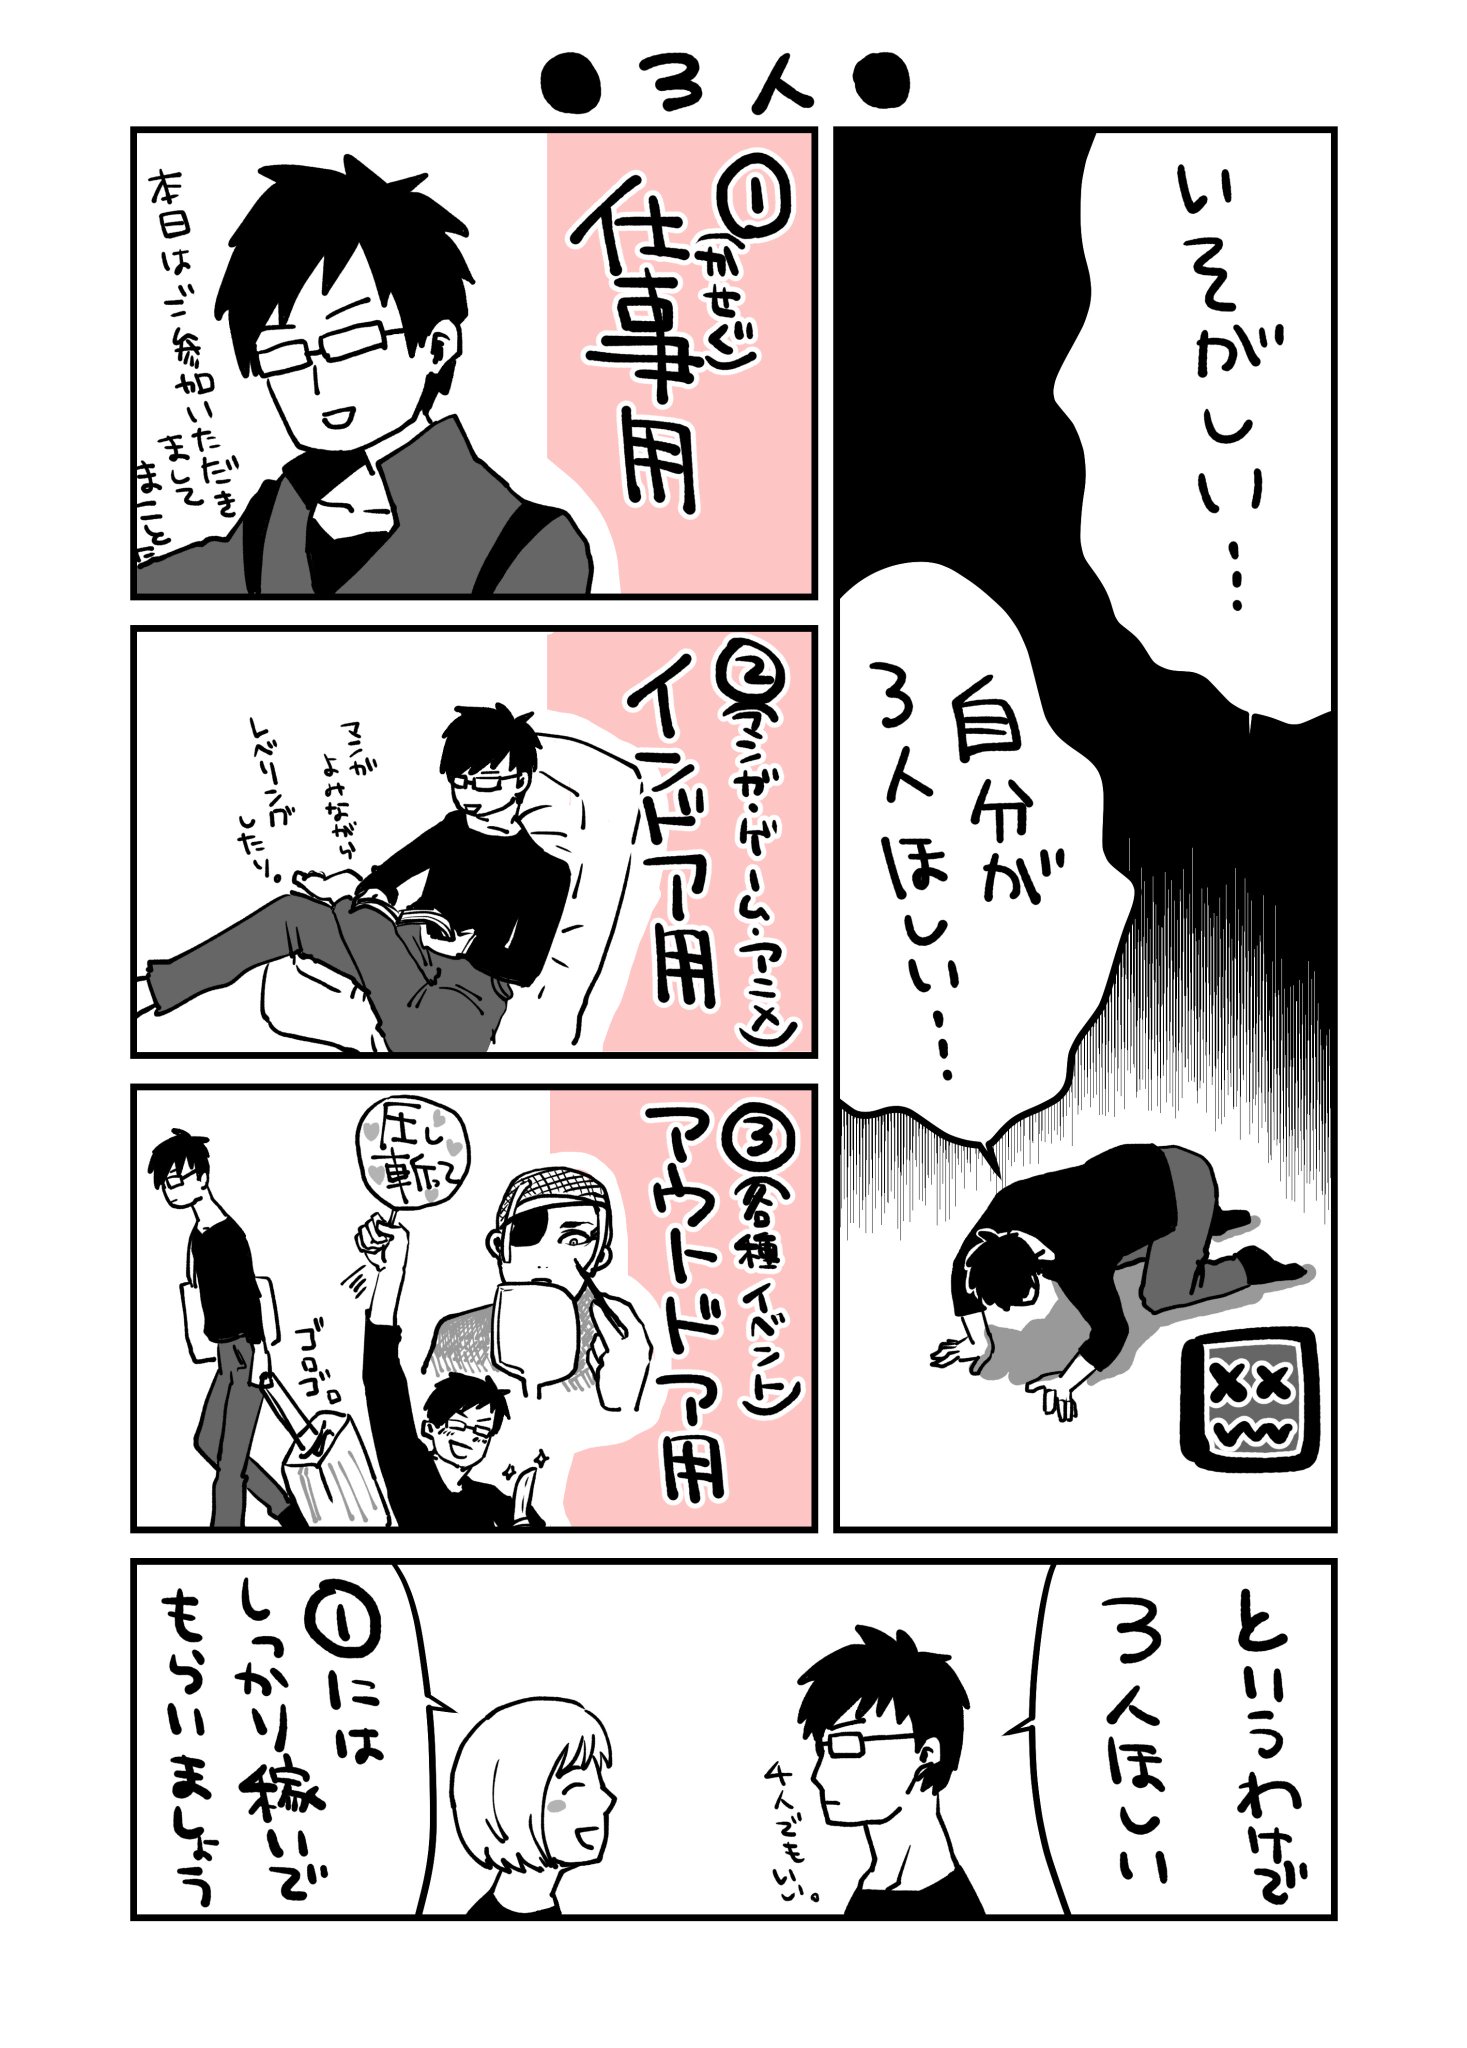 ●3人●
いそがしい…
自分が
3人ほしい…
①
(かせぐ)
仕事用
本日はご参加いただき
まして
まことに
②
(マンガ・ゲーム・アニメ)
インドア用
マンガ
よみながら
レベリング
したり。
③
(各種イベント)
アウトドア用
圧し
斬って
ゴロゴロ
というわけで
3人ほしい
4人でもいい。
①には
しっかり稼いで
もらいましょう